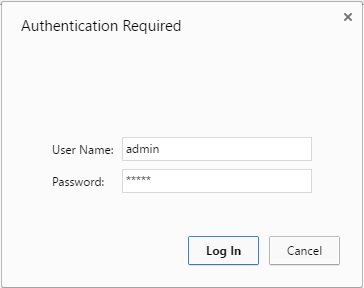 Authentication Required
User Name: admin
Password: *****
Log In Cancel